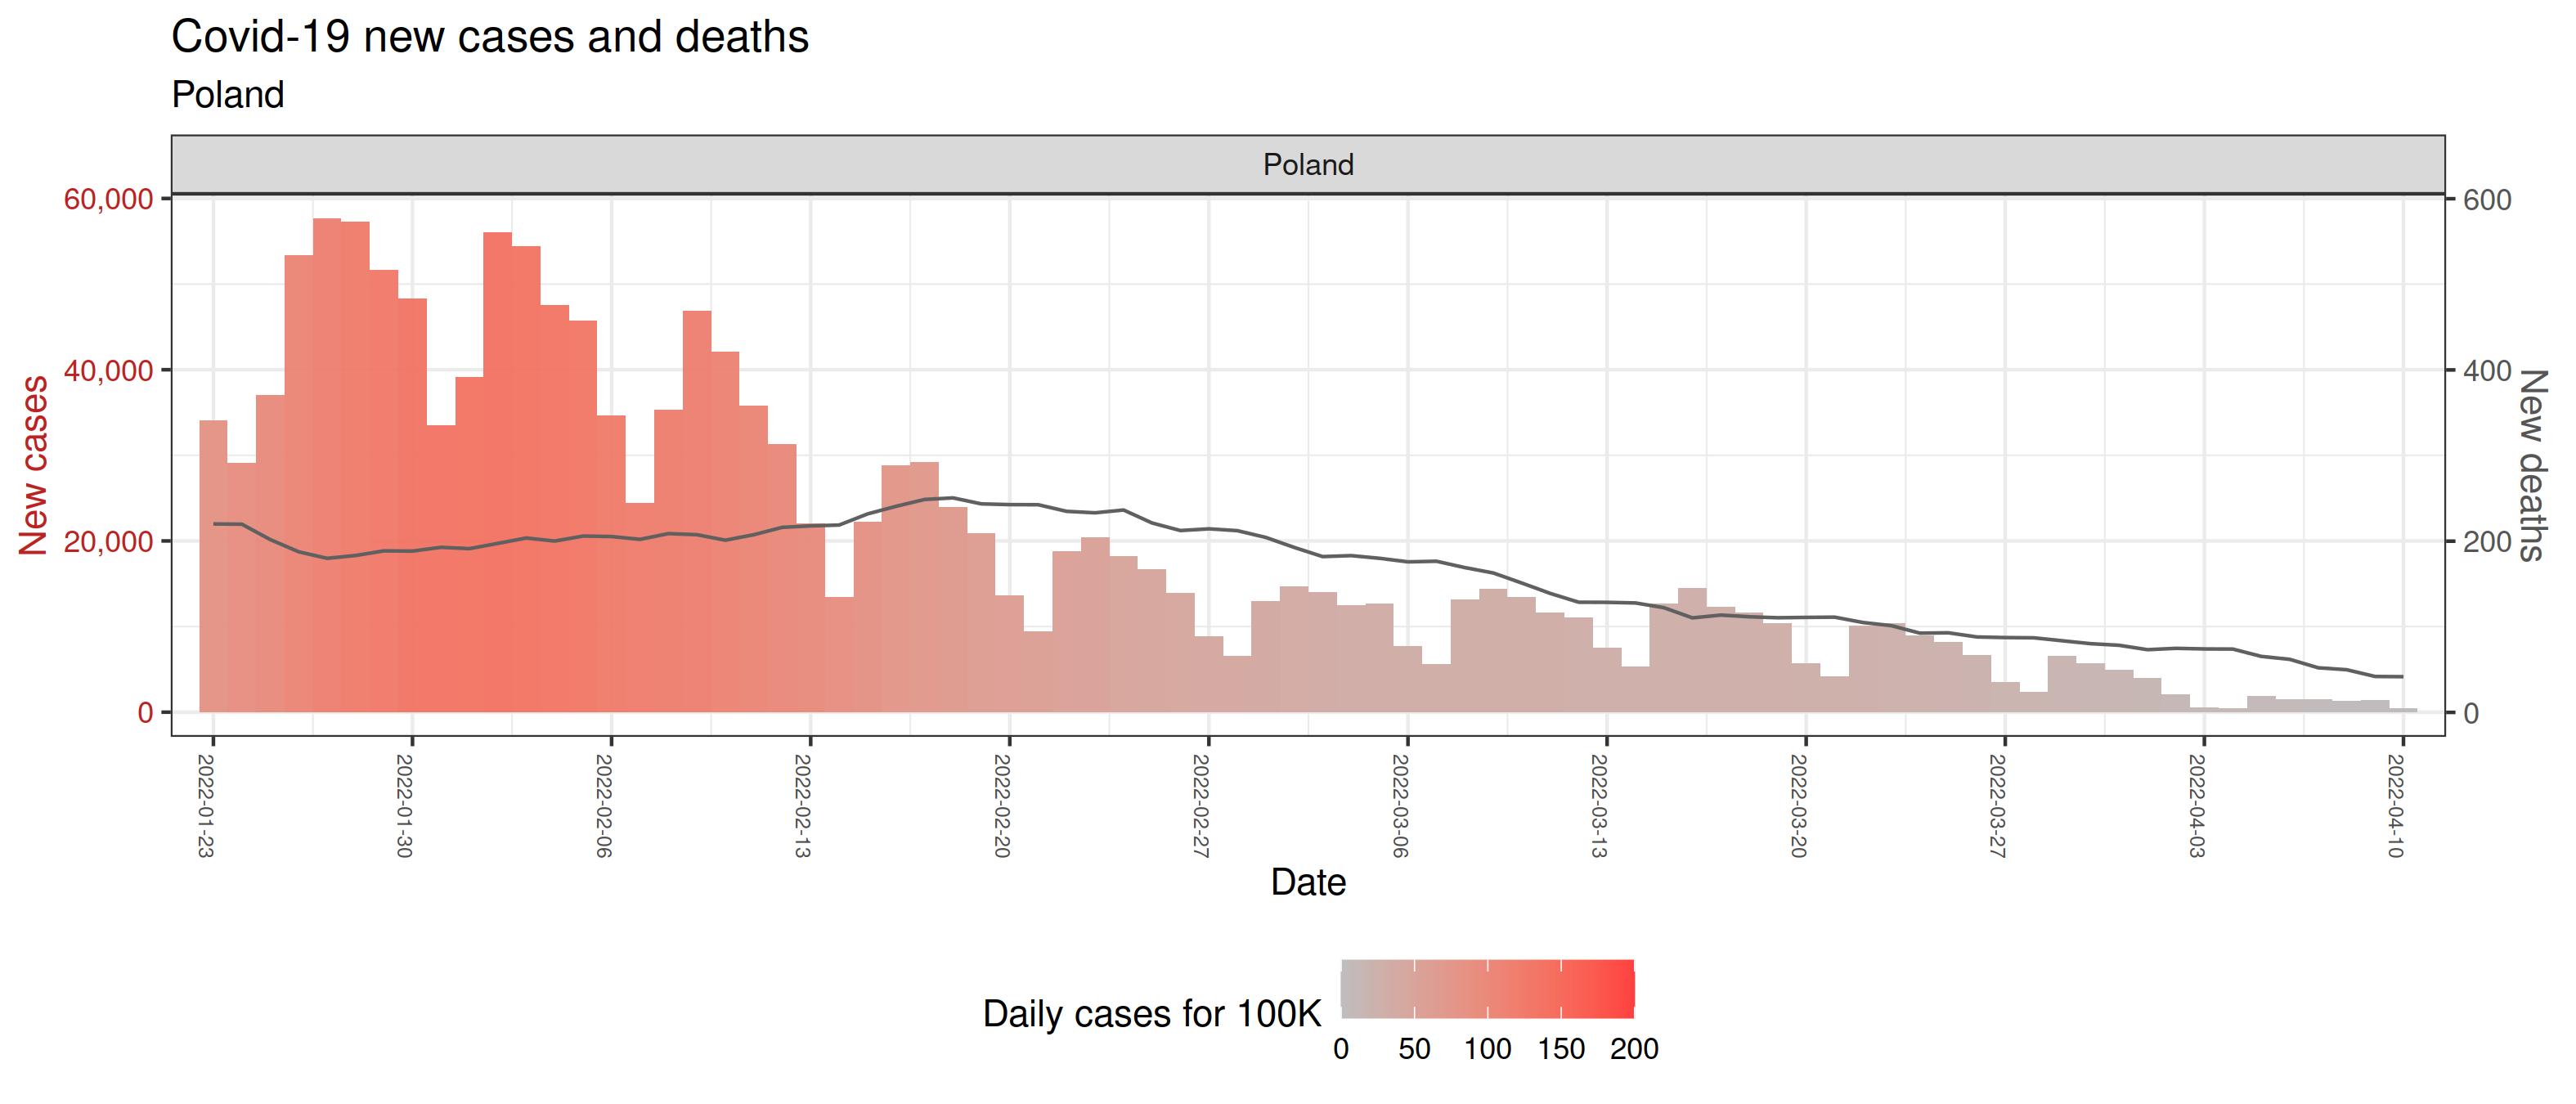 Covid-19 new cases and deaths
Poland
Poland
60,000
40,000
20,000
0
New cases
600
400
200
0
New deaths
2022-01-23
2022-01-30
2022-02-06
2022-02-13
2022-02-20
2022-02-27
2022-03-06
2022-03-13
2022-03-20
2022-03-27
2022-04-03
2022-04-10
Date
Daily cases for 100K
0 50 100 150 200